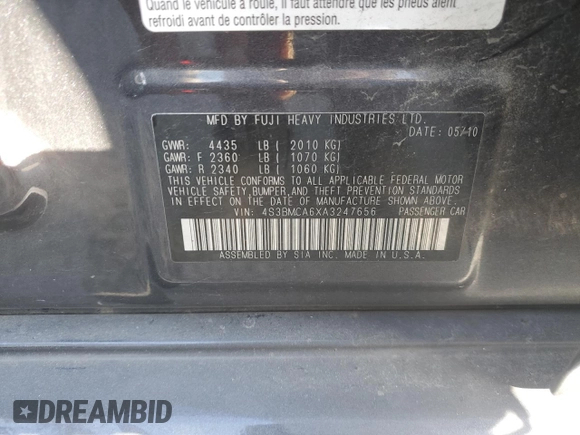 Quand le véhicule a roulé, il faut attendre que les pneus aient
refroidi avant de contrôler la pression.
MFD BY FUJI HEAVY INDUSTRIES LTD.
DATE: 05/10
GVWR: 4435 LB ( 2010 KG)
GAWR: F 2360 LB ( 1070 KG)
GAWR: R 2340 LB ( 1060 KG)
THIS VEHICLE CONFORMS TO ALL APPLICABLE FEDERAL MOTOR
VEHICLE SAFETY, BUMPER, AND THEFT PREVENTION STANDARDS
IN EFFECT ON THE DATE OF MANUFACTURE SHOWN ABOVE.
VIN: 4S3BMCA6XA3247656 PASSENGER CAR
ASSEMBLED BY SIA INC. MADE IN U.S.A.
DREAMBID